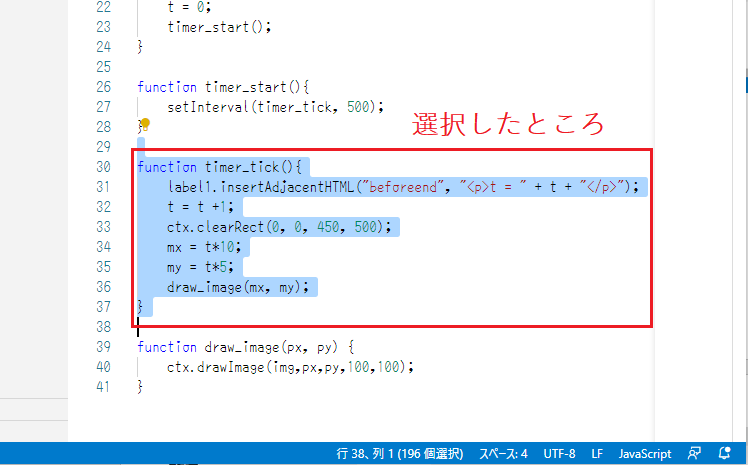 22 t = 0;
23 timer_start();
24 }
25
26 function timer_start(){
27 setInterval(timer_tick, 500);
28 }
選択したところ
29
30 function timer_tick(){
31 label1.insertAdjacentHTML("beforeend", "<p>t = " + t + "</p>");
32 t = t +1;
33 ctx.clearRect(0, 0, 450, 500);
34 mx = t*10;
35 my = t*5;
36 draw_image(mx, my);
37 }
38
39 function draw_image(px, py) {
40 ctx.drawImage(img,px,py,100,100);
41 }
行 38、列 1 (196 個選択) スペース: 4 UTF-8 LF JavaScript